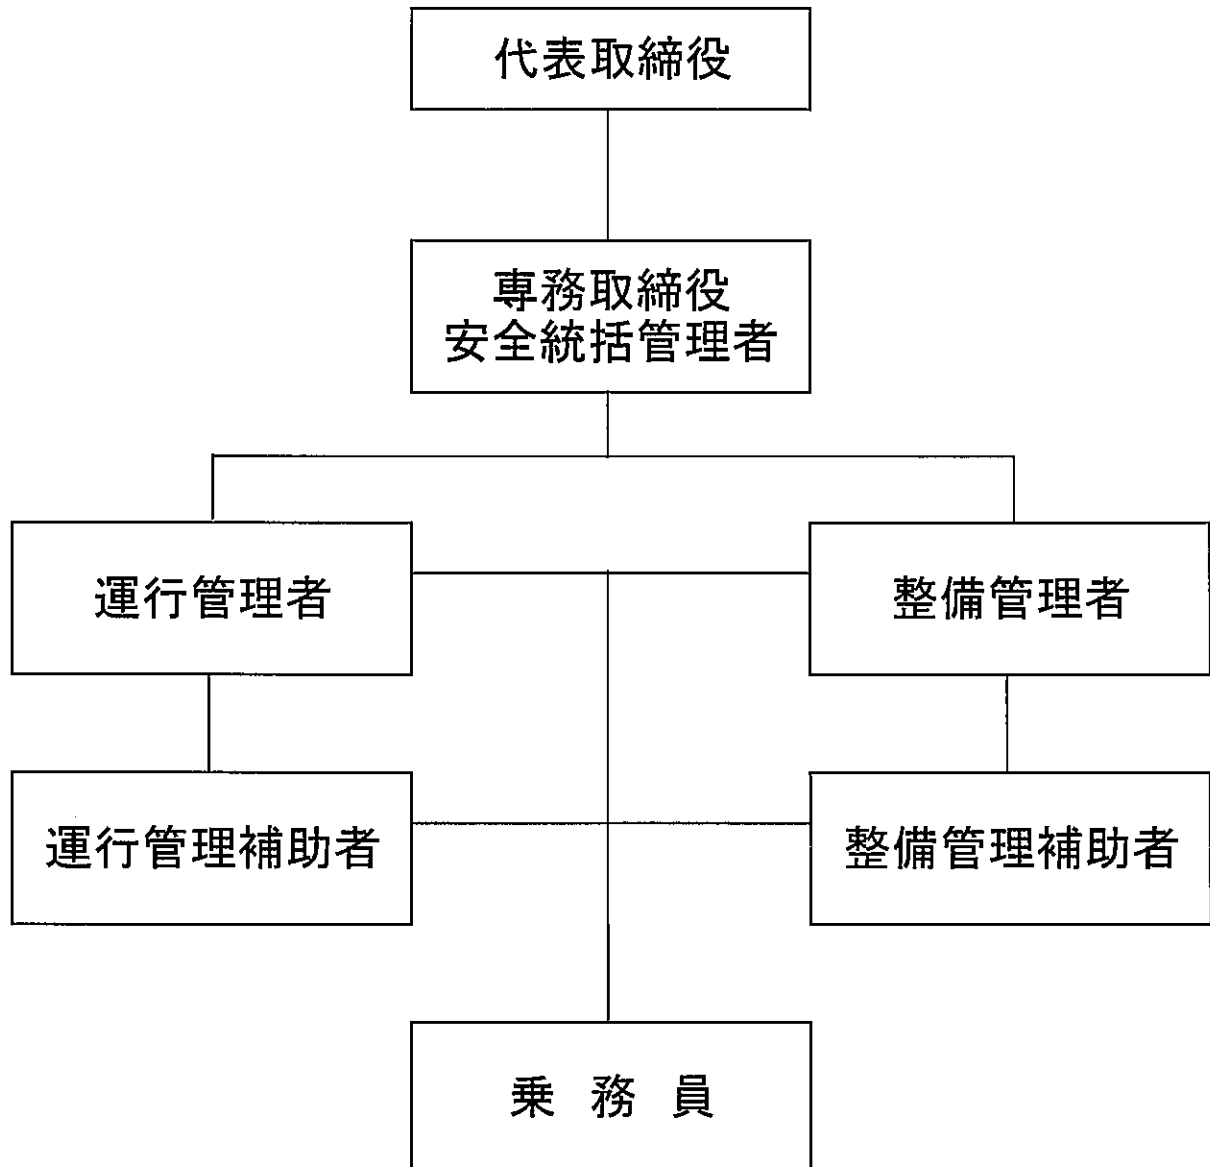 代表取締役
専務取締役
安全統括管理者
運行管理者
整備管理者
運行管理補助者
整備管理補助者
乗務員